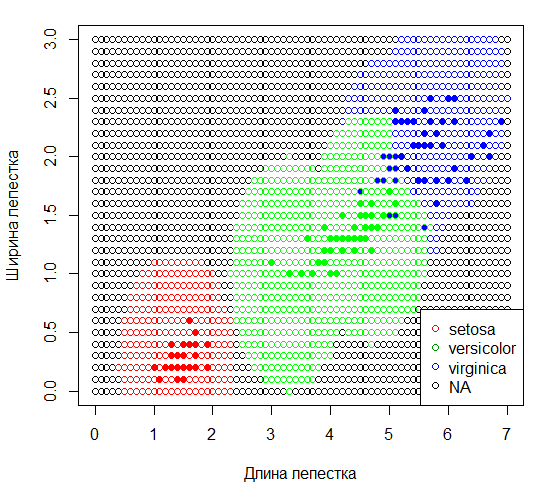 Ширина лепестка
3.0
2.5
2.0
1.5
1.0
0.5
0.0
setosa
versicolor
virginica
NA
0 1 2 3 4 5 6 7
Длина лепестка